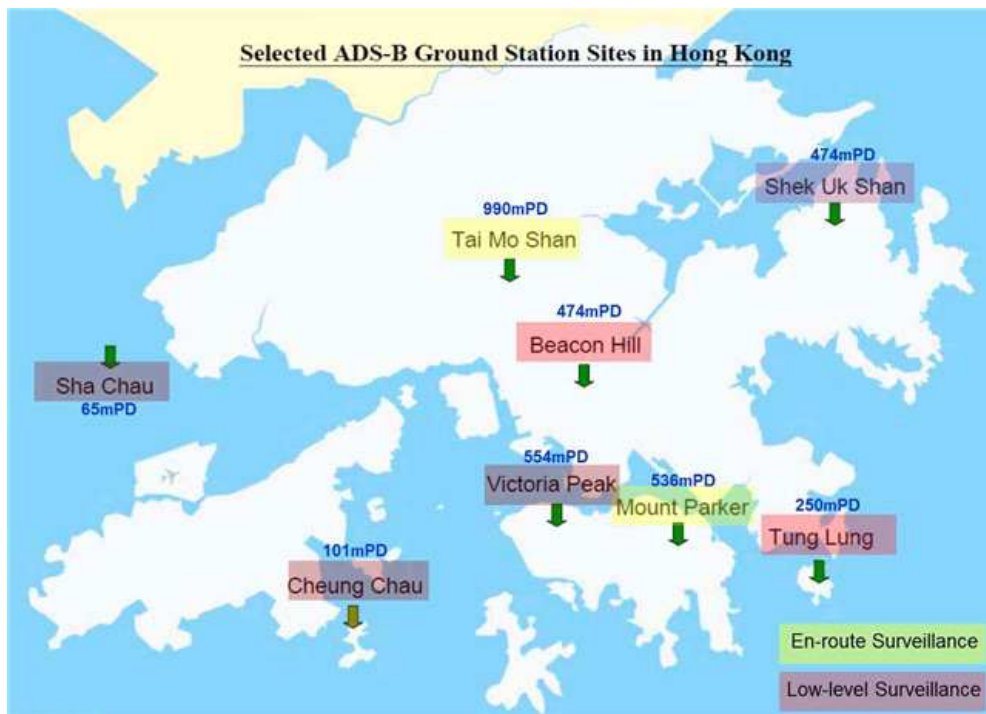 Selected ADS-B Ground Station Sites in Hong Kong
474mPD
Shek Uk Shan
990mPD
Tai Mo Shan
474mPD
Beacon Hill
Sha Chau
65mPD
554mPD
Victoria Peak
536mPD
Mount Parker
250mPD
Tung Lung
101mPD
Cheung Chau
En-route Surveillance
Low-level Surveillance